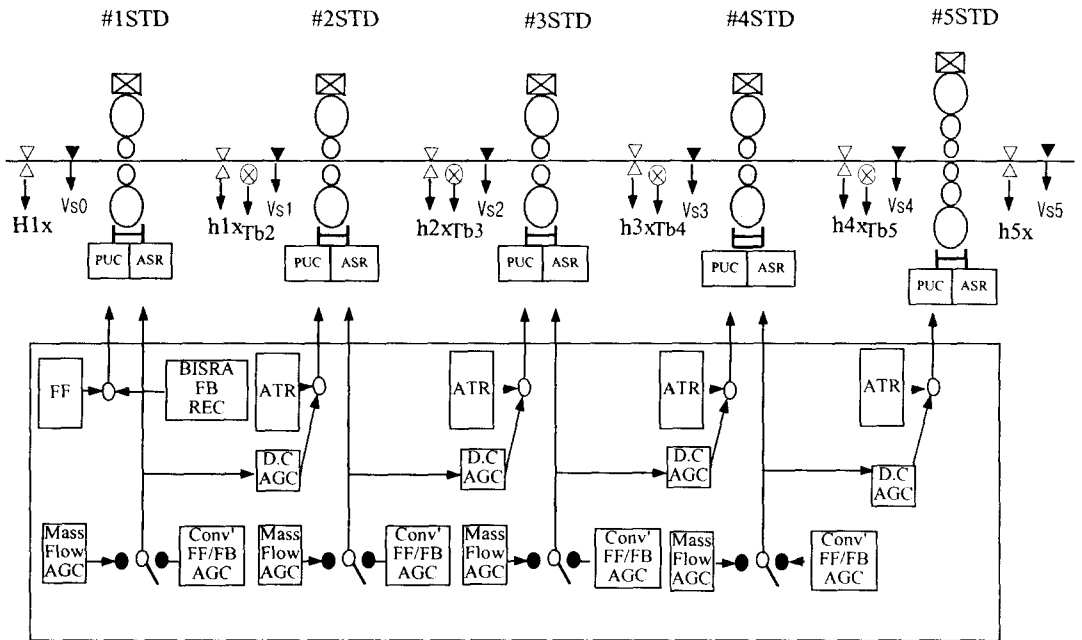 #1STD
#2STD
#3STD
#4STD
#5STD
H1x
Vs0
h1x
Tb2
Vs1
h2x
Tb3
Vs2
h3x
Tb4
Vs3
h4x
Tb5
Vs4
h5x
Vs5
PUC
ASR
PUC
ASR
PUC
ASR
PUC
ASR
PUC
ASR
FF
BISRA
FB
REC
ATR
ATR
ATR
ATR
D.C
AGC
D.C
AGC
D.C
AGC
D.C
AGC
Mass
Flow
AGC
Conv'
FF/FB
AGC
Mass
Flow
AGC
Conv'
FF/FB
AGC
Mass
Flow
AGC
Conv'
FF/FB
AGC
Mass
Flow
AGC
Conv'
FF/FB
AGC